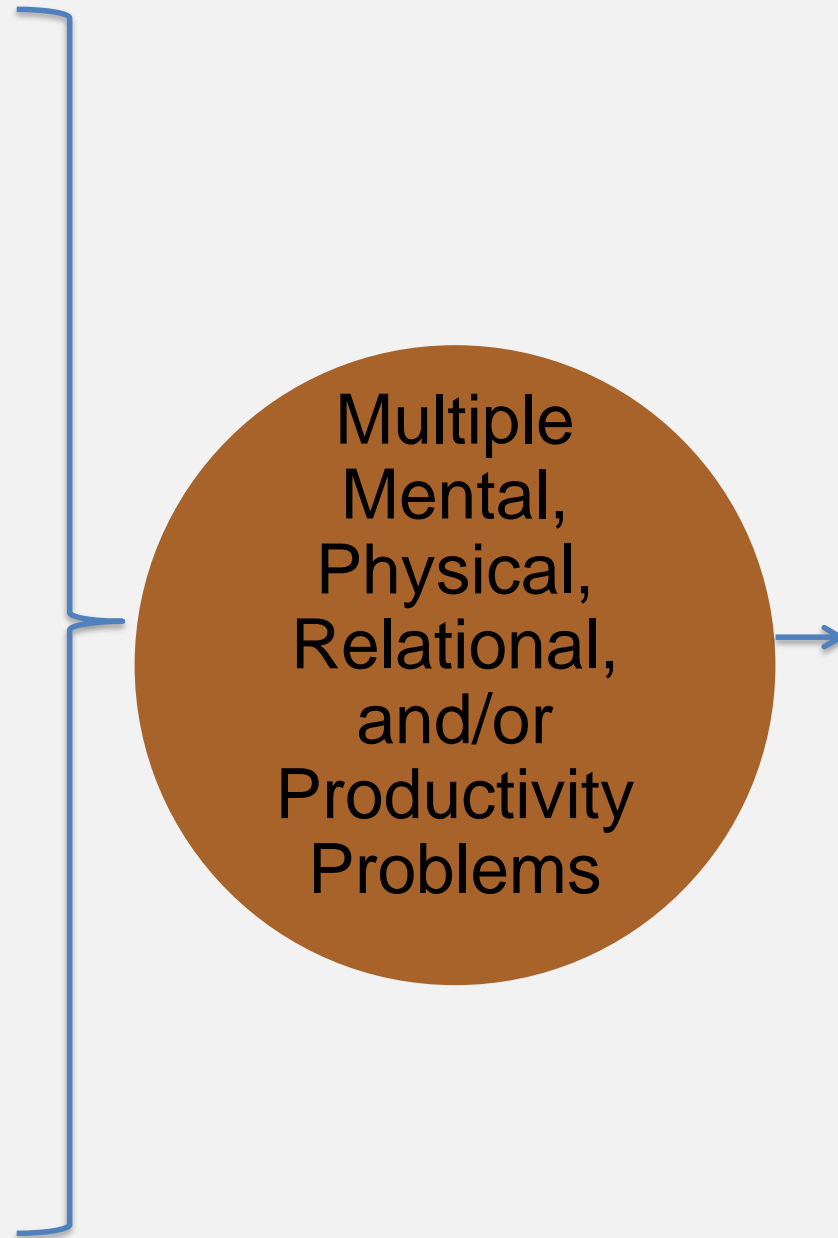 Multiple
Mental,
Physical,
Relational,
and/or
Productivity
Problems